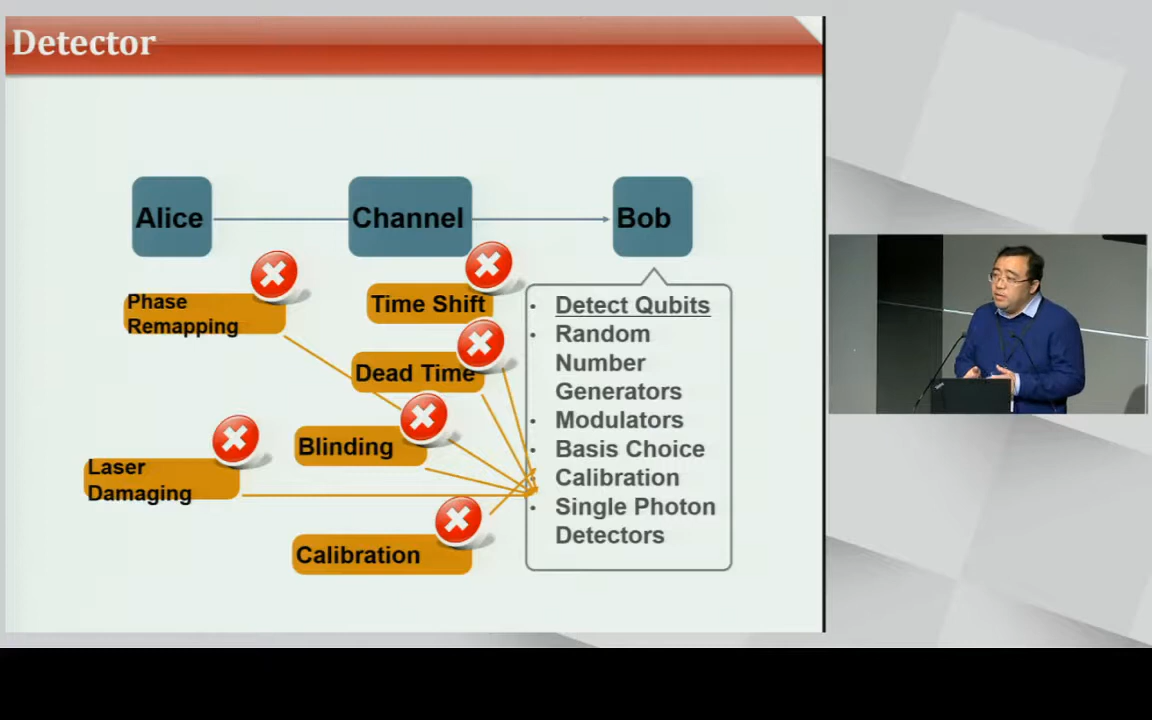 Detector
Alice
Channel
Bob
Phase
Remapping
Time Shift
Dead Time
Blinding
Laser
Damaging
Calibration
• Detect Qubits
• Random
Number
Generators
• Modulators
• Basis Choice
• Calibration
• Single Photon
Detectors